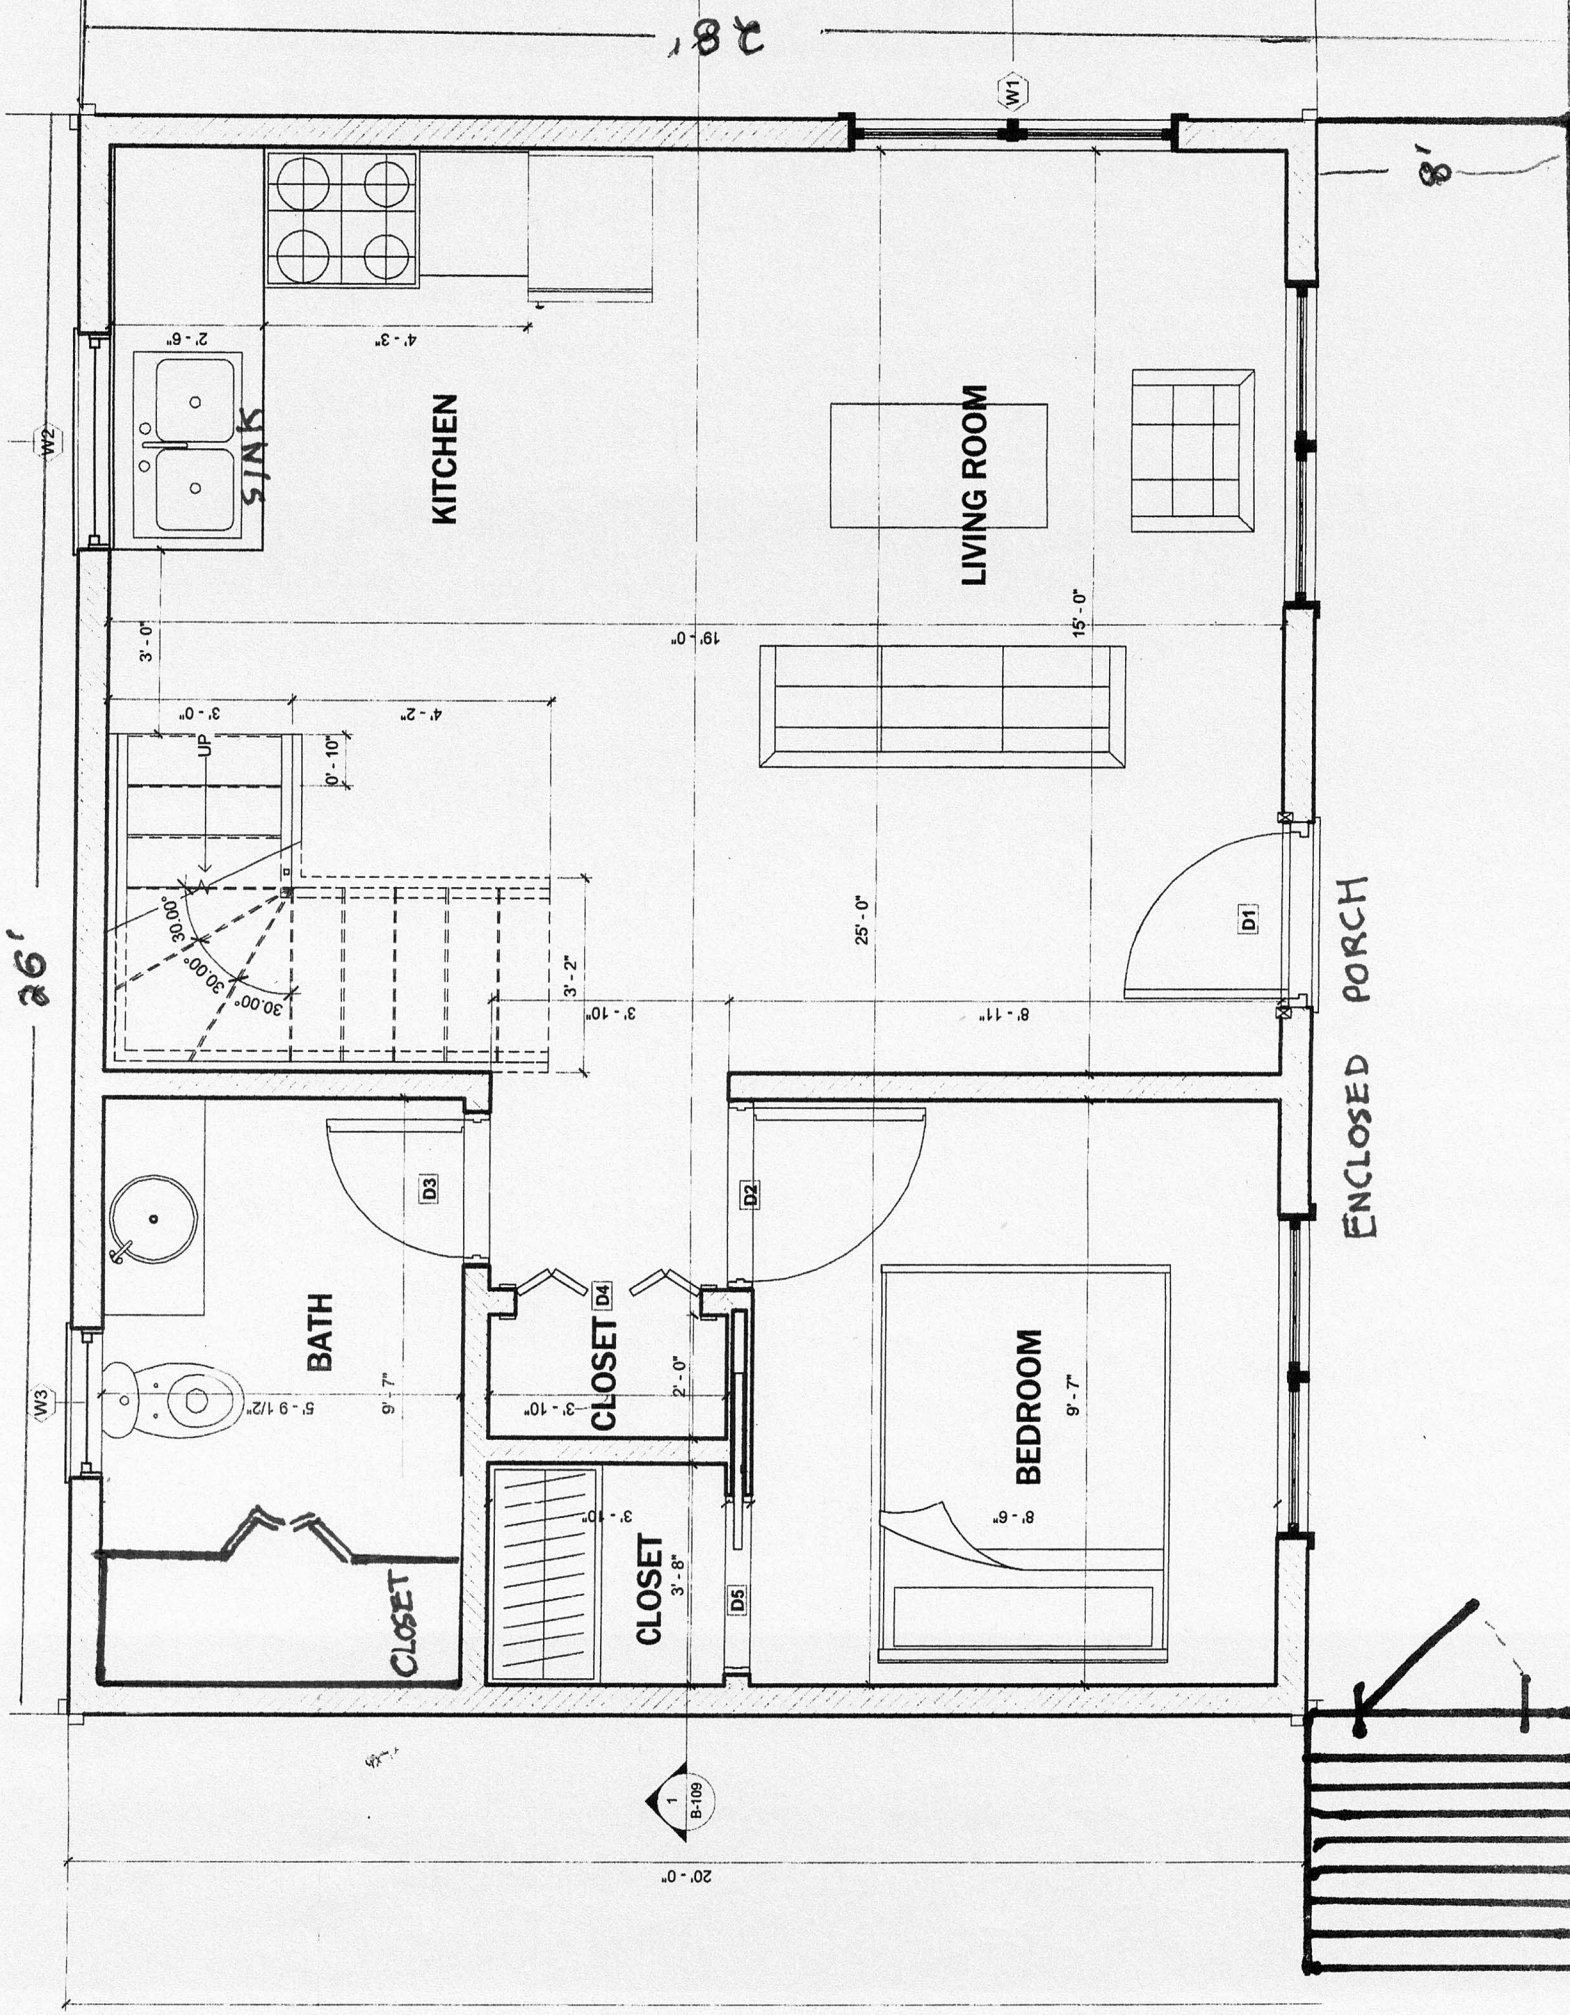 28'
W1
8'
2' - 6"
4' - 3"
W2
SINK
KITCHEN
LIVING ROOM
3' - 0"
19' - 0"
15' - 0"
3' - 0"
4' - 2"
UP
0' - 10"
26'
30.00°
30.00°
30.00°
25' - 0"
D1
3' - 2"
3' - 10"
8' - 11"
ENCLOSED PORCH
D3
D2
D4
BATH
CLOSET
2' - 0"
W3
5' - 9 1/2"
9' - 7"
3' - 10"
BEDROOM
9' - 7"
3' - 10"
8' - 6"
CLOSET
CLOSET
3' - 8"
D5
1
B-109
20' - 0"